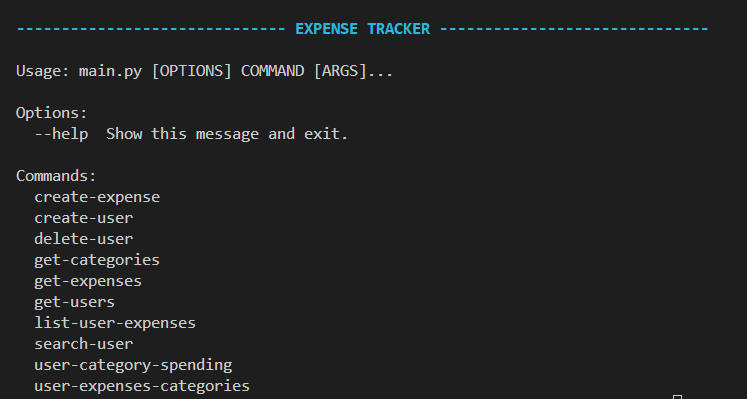 ------------------------------ EXPENSE TRACKER ------------------------------
Usage: main.py [OPTIONS] COMMAND [ARGS]...
Options:
--help  Show this message and exit.
Commands:
create-expense
create-user
delete-user
get-categories
get-expenses
get-users
list-user-expenses
search-user
user-category-spending
user-expenses-categories